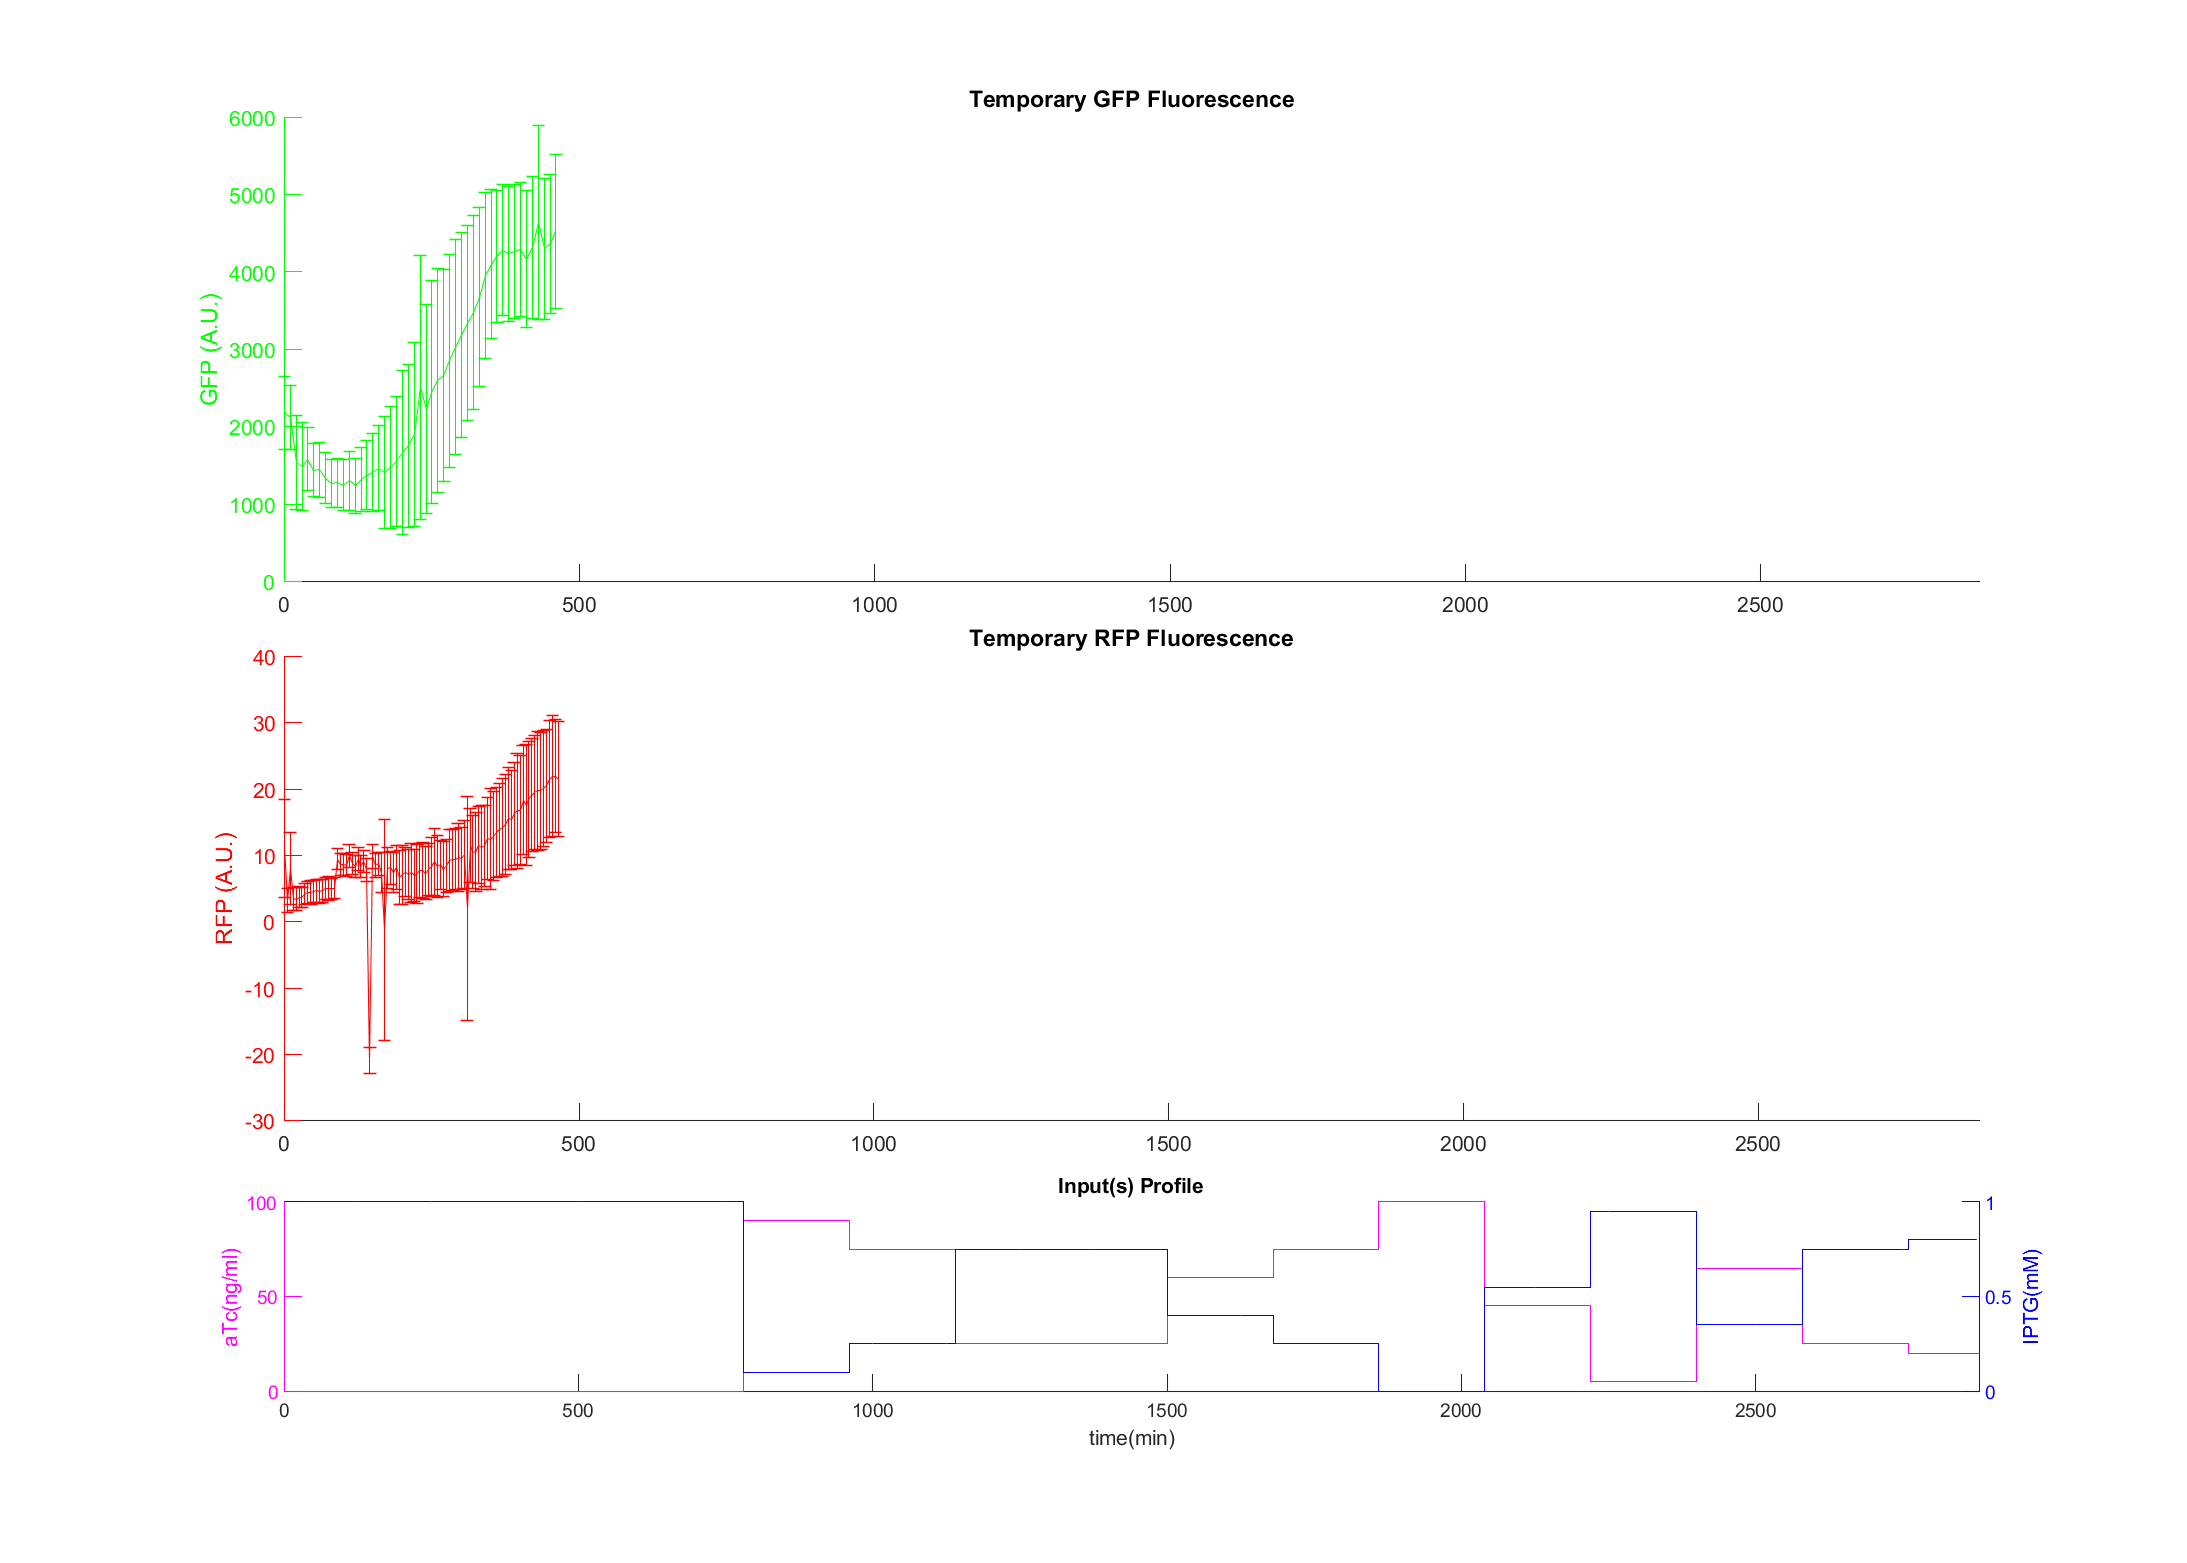 Temporary GFP Fluorescence
6000
5000
4000
3000
2000
1000
0
GFP (A.U.)
0 500 1000 1500 2000 2500
Temporary RFP Fluorescence
40
30
20
10
0
-10
-20
-30
RFP (A.U.)
0 500 1000 1500 2000 2500
Input(s) Profile
100
50
0
aTc(ng/ml)
1
0.5
0
IPTG(mM)
0 500 1000 1500 2000 2500
time(min)